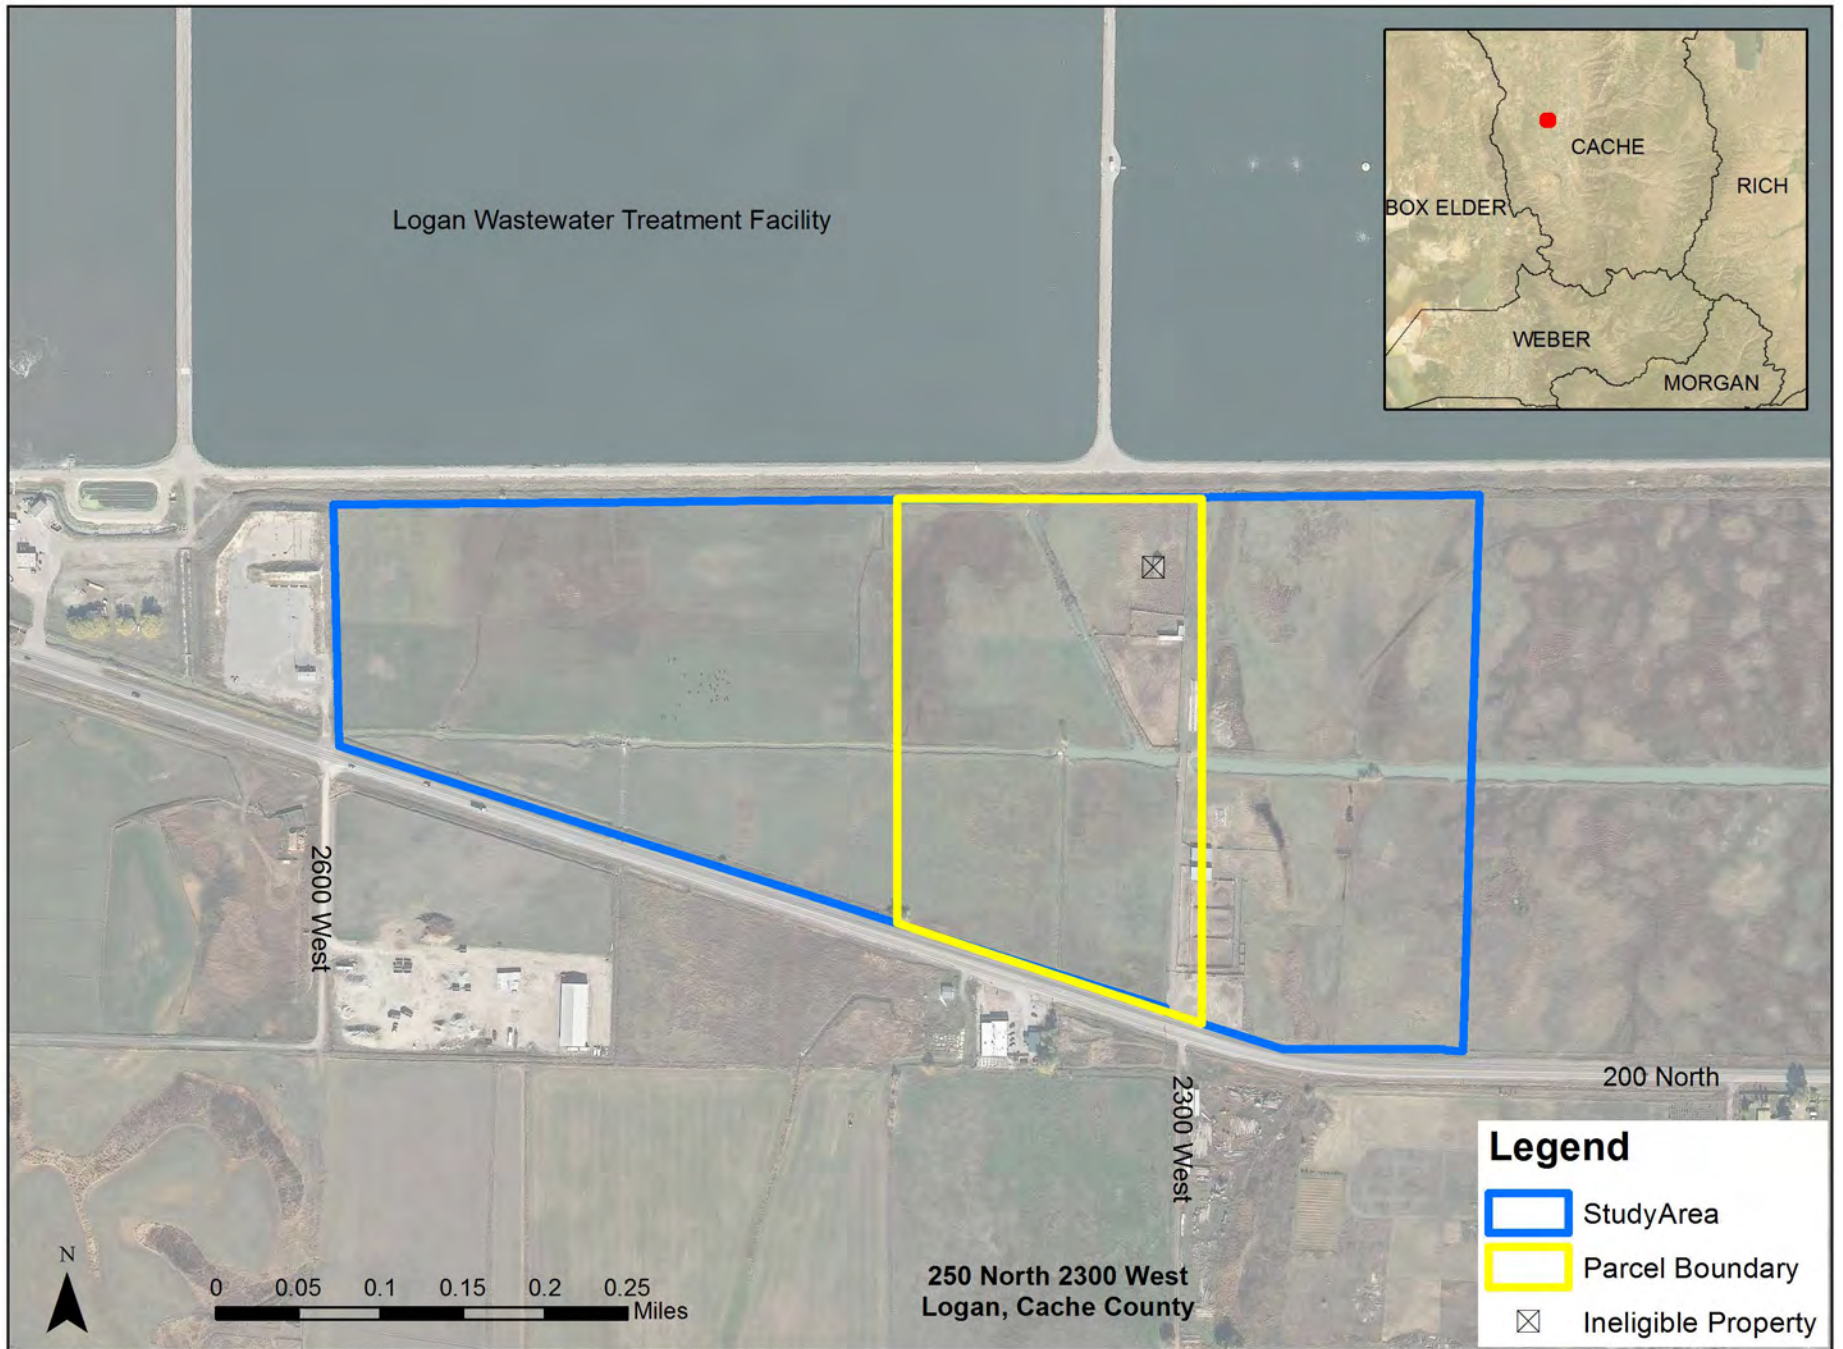 Logan Wastewater Treatment Facility
BOX ELDER
CACHE
RICH
WEBER
MORGAN
2600 West
2300 West
200 North
N
0 0.05 0.1 0.15 0.2 0.25
Miles
250 North 2300 West
Logan, Cache County
Legend
StudyArea
Parcel Boundary
Ineligible Property